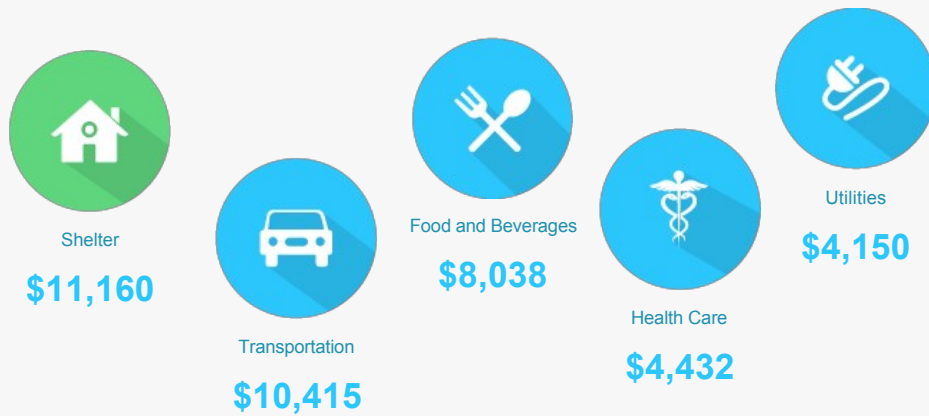 Shelter
$11,160
Transportation
$10,415
Food and Beverages
$8,038
Health Care
$4,432
Utilities
$4,150